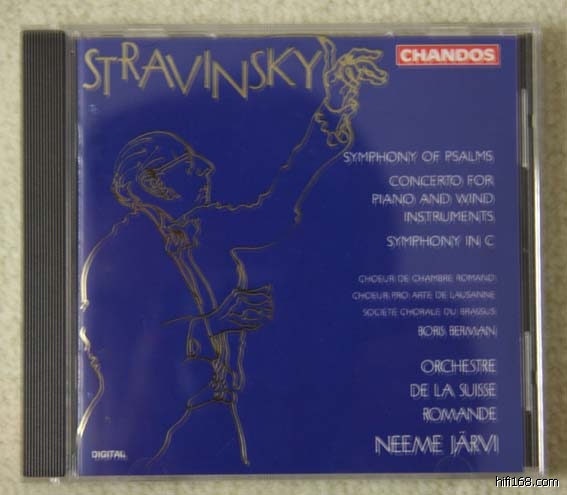 STRAVINSKY
CHANDOS
SYMPHONY OF PSALMS
CONCERTO FOR
PIANO AND WIND
INSTRUMENTS
SYMPHONY IN C
CHOEUR DE CHAMBRE ROMAND
CHOEUR PRO ARTE DE LAUSANNE
SOCIETE CHORALE DU BRASSUS
BORIS BERMAN
ORCHESTRE
DE LA SUISSE
ROMANDE
NEEME JÄRVI
DIGITAL
hifi168.com